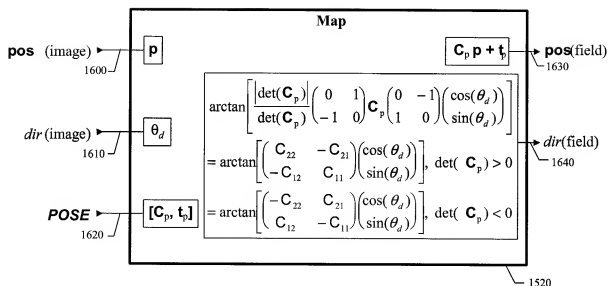 Map
pos (image) 1600 p
C_p p + t_p pos(field) 1630
arctan[ |det(C_p)| / det(C_p) ( 0 1 ; −1 0 ) C_p ( 0 −1 ; 1 0 ) ( cos(θ_d) ; sin(θ_d) ) ]
dir(image) 1610 θ_d
dir(field) 1640
= arctan[ ( C_22 −C_21 ; −C_12 C_11 ) ( cos(θ_d) ; sin(θ_d) ) ], det( C_p) > 0
= arctan[ ( −C_22 C_21 ; C_12 −C_11 ) ( cos(θ_d) ; sin(θ_d) ) ], det( C_p) < 0
POSE 1620 [C_p, t_p]
1520